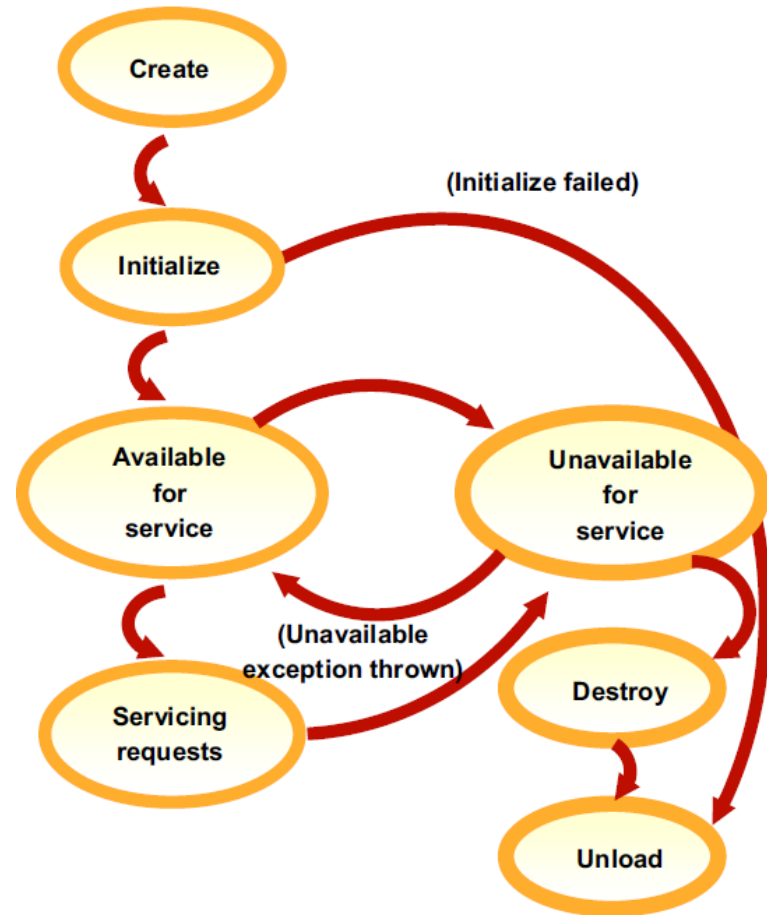 Create
(Initialize failed)
Initialize
Available
for
service
Unavailable
for
service
(Unavailable
exception thrown)
Servicing
requests
Destroy
Unload